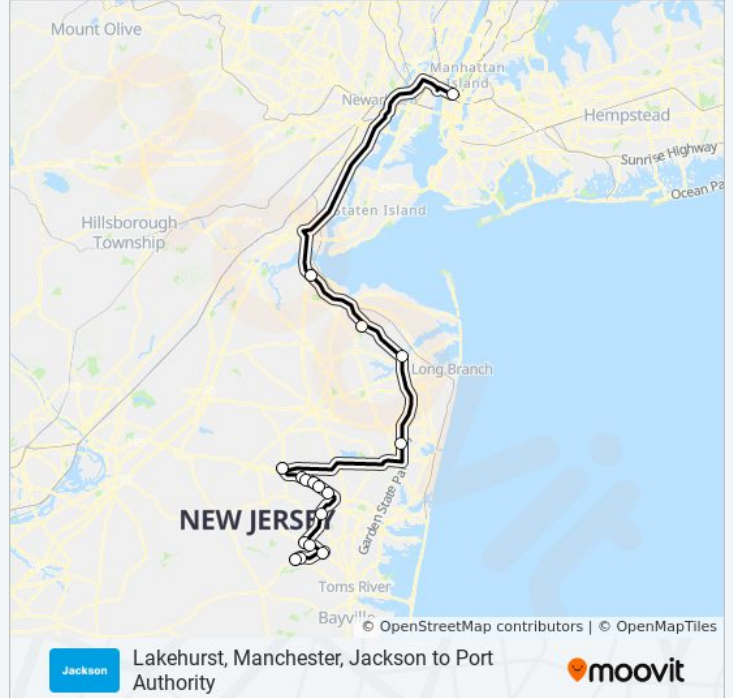 Mount Olive
Manhattan
Island
Newark
Hempstead
Sunrise Highway
Ocean Pa
Staten Island
Hillsborough
Township
Long Branch
Garden State Pa
NEW JERSEY
Toms River
Bayville
© OpenStreetMap contributors | © OpenMapTiles
Jackson
Lakehurst, Manchester, Jackson to Port
Authority
moovit